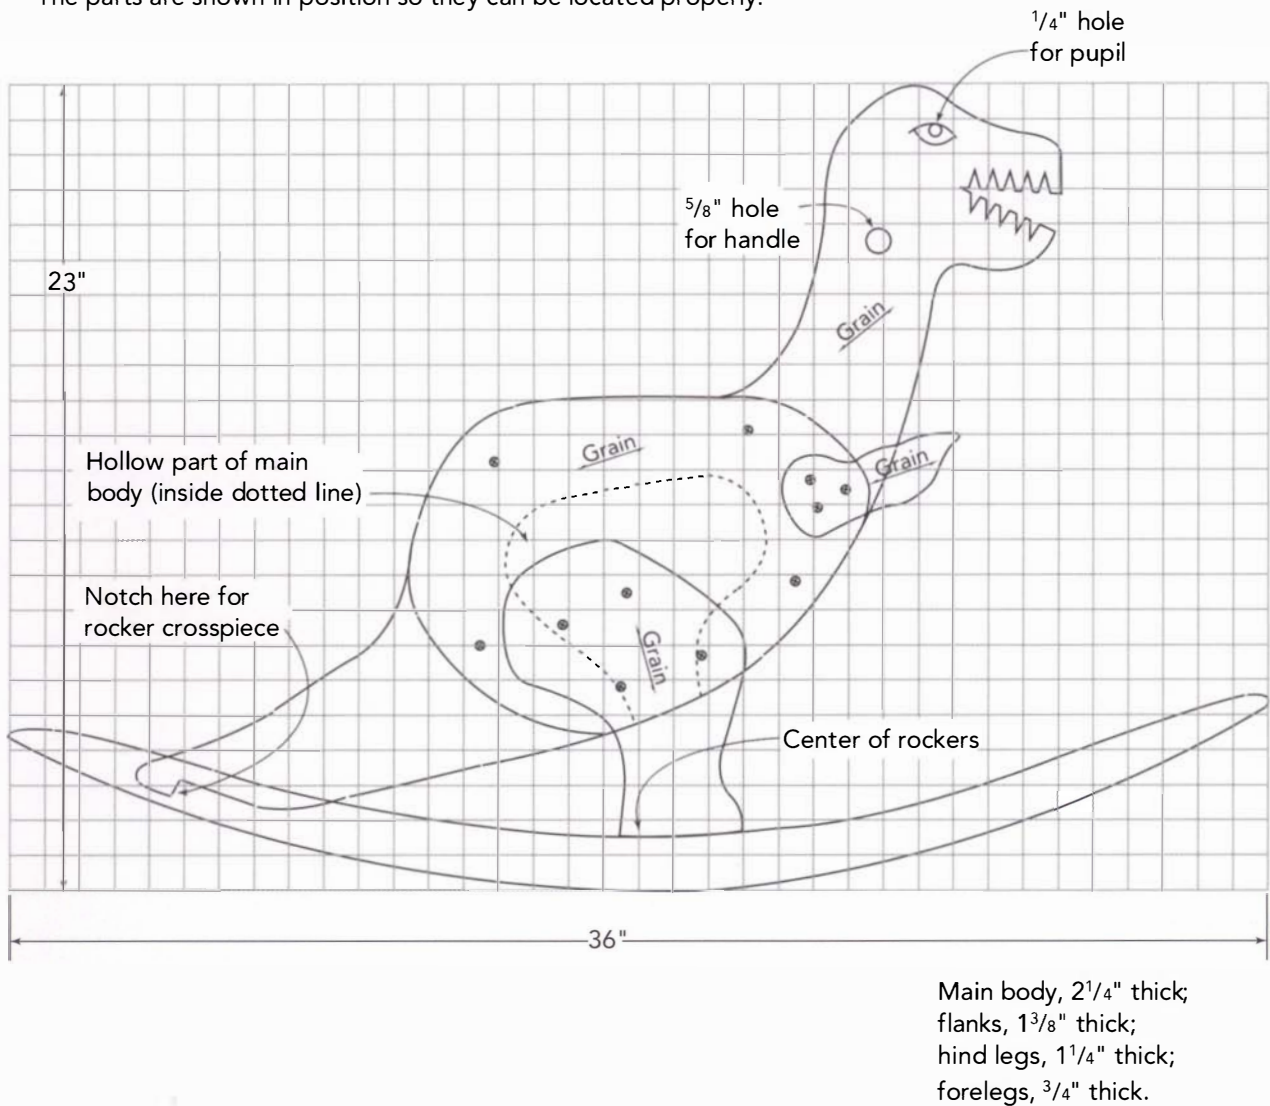 The parts are shown in position so they can be located properly.
1/4" hole
for pupil
5/8" hole
for handle
23"
Grain
Grain
Grain
Hollow part of main
body (inside dotted line)
Notch here for
rocker crosspiece
Grain
Center of rockers
36"
Main body, 2 1/4" thick;
flanks, 1 3/8" thick;
hind legs, 1 1/4" thick;
forelegs, 3/4" thick.